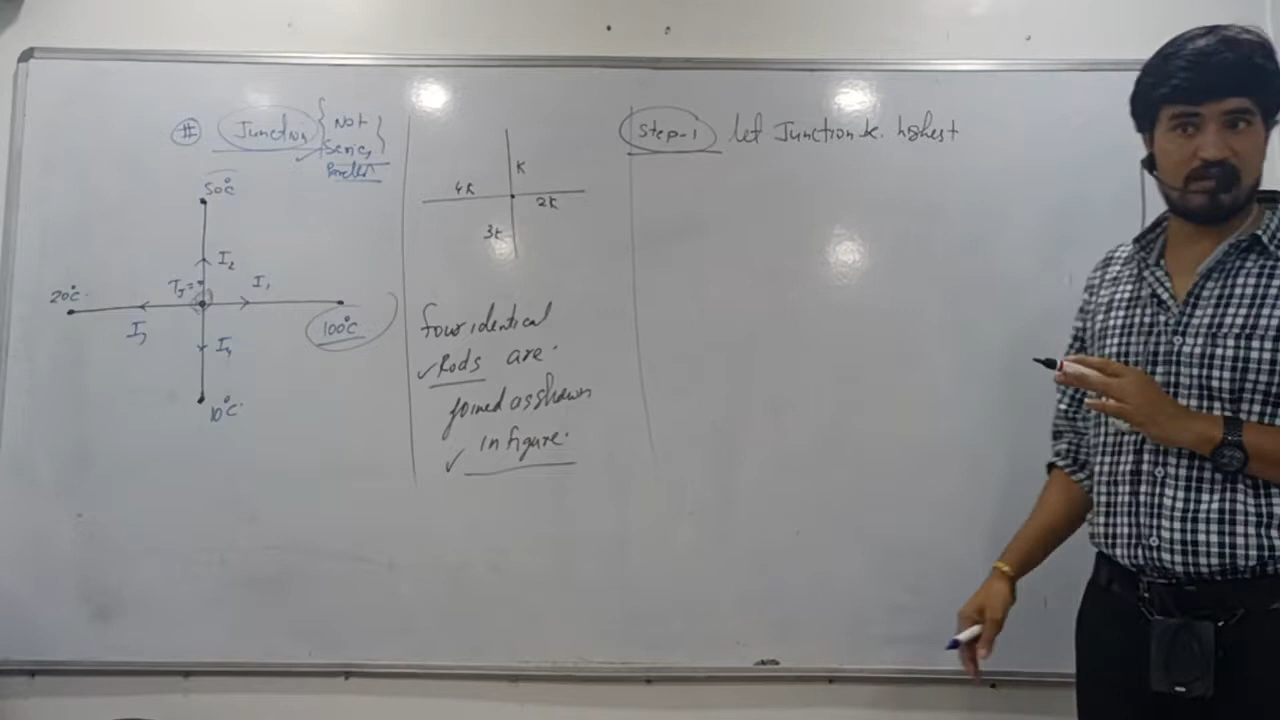 # Junction { Not
Series
Parallel }
50°C
I₂
T_J = ?
I₁
20°C
I₃
100°C
I₄
10°C
K
4K
2K
3K
four identical
✓ Rods are
joined as shown
✓ in figure.
Step-1 let Junction k. highest